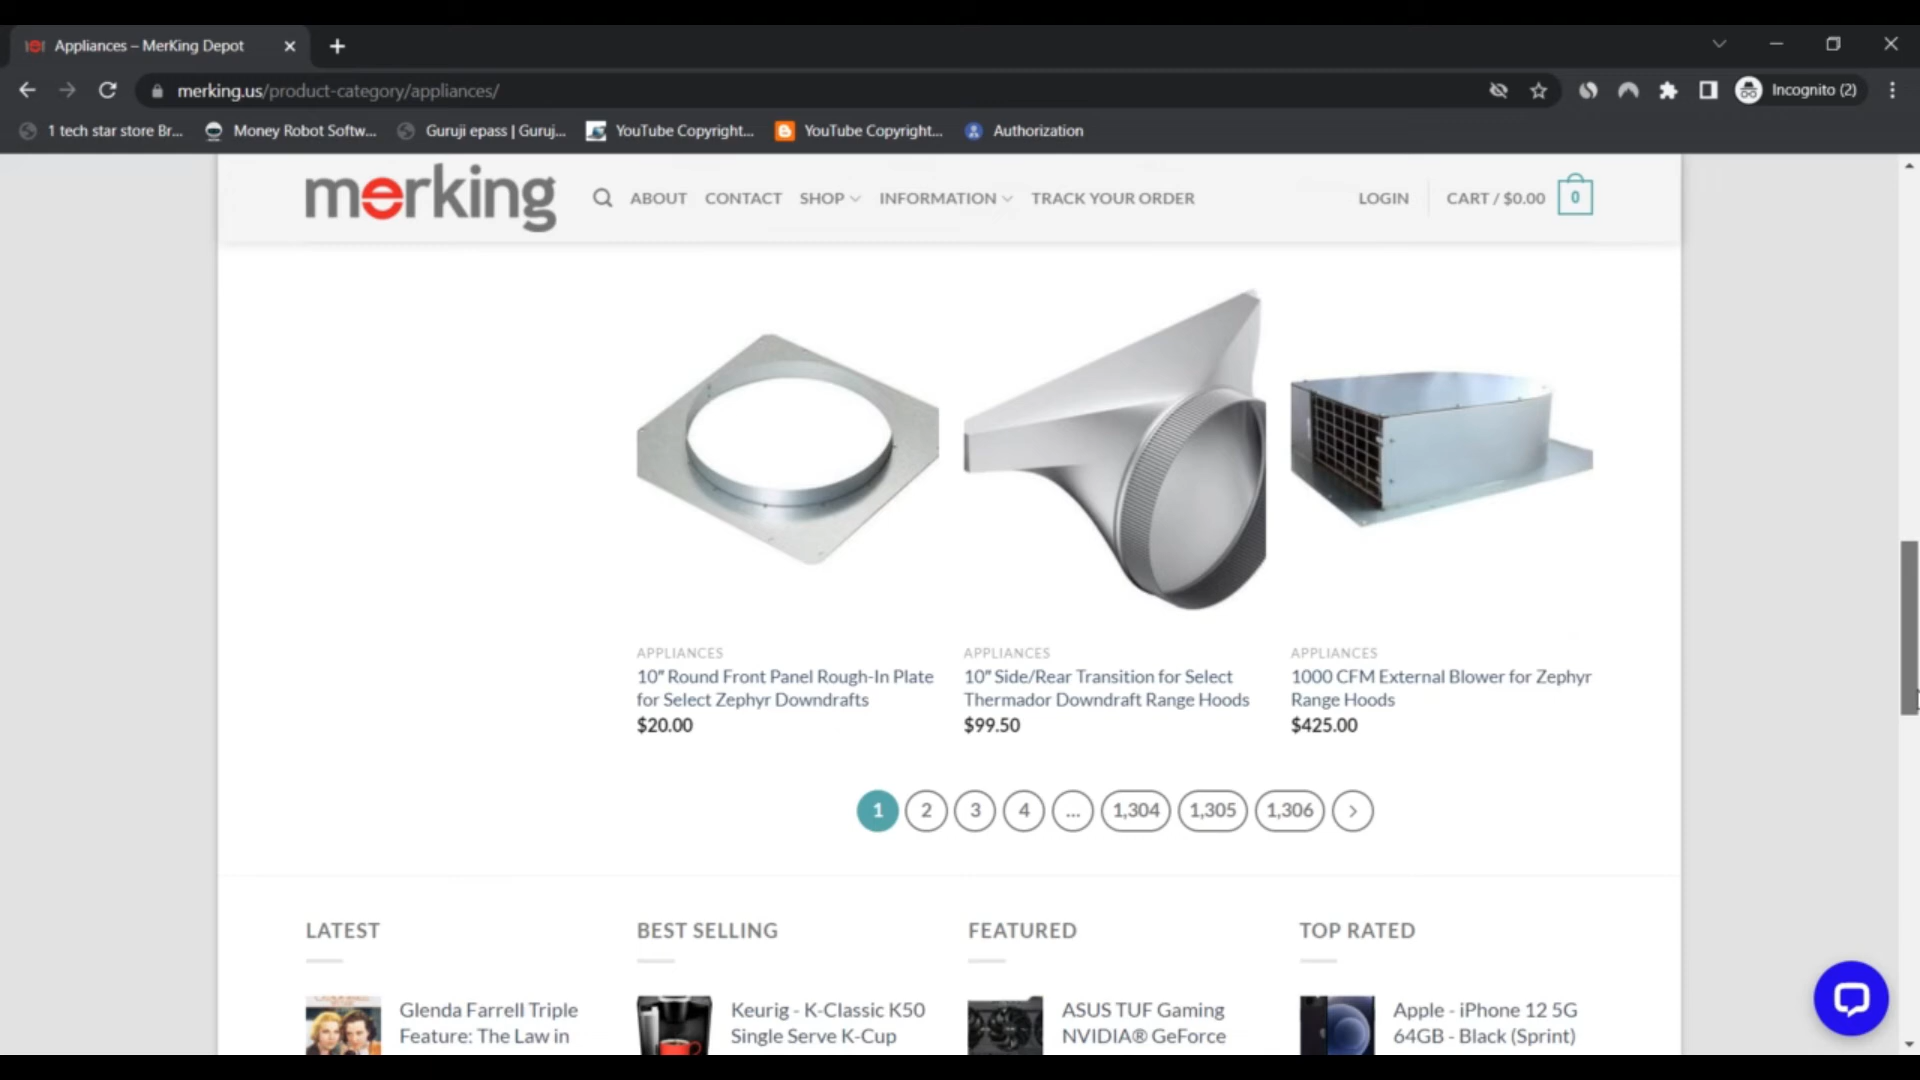 Appliances – MerKing Depot
merking.us/product-category/appliances/
Incognito (2)
1 tech star store Br...
Money Robot Softw...
Guruji epass | Guruj...
YouTube Copyright...
YouTube Copyright...
Authorization
merking
ABOUT
CONTACT
SHOP
INFORMATION
TRACK YOUR ORDER
LOGIN
CART / $0.00
0
APPLIANCES
10" Round Front Panel Rough-In Plate
for Select Zephyr Downdrafts
$20.00
APPLIANCES
10" Side/Rear Transition for Select
Thermador Downdraft Range Hoods
$99.50
APPLIANCES
1000 CFM External Blower for Zephyr
Range Hoods
$425.00
1
2
3
4
...
1,304
1,305
1,306
LATEST
Glenda Farrell Triple
Feature: The Law in
BEST SELLING
Keurig - K-Classic K50
Single Serve K-Cup
FEATURED
ASUS TUF Gaming
NVIDIA® GeForce
TOP RATED
Apple - iPhone 12 5G
64GB - Black (Sprint)